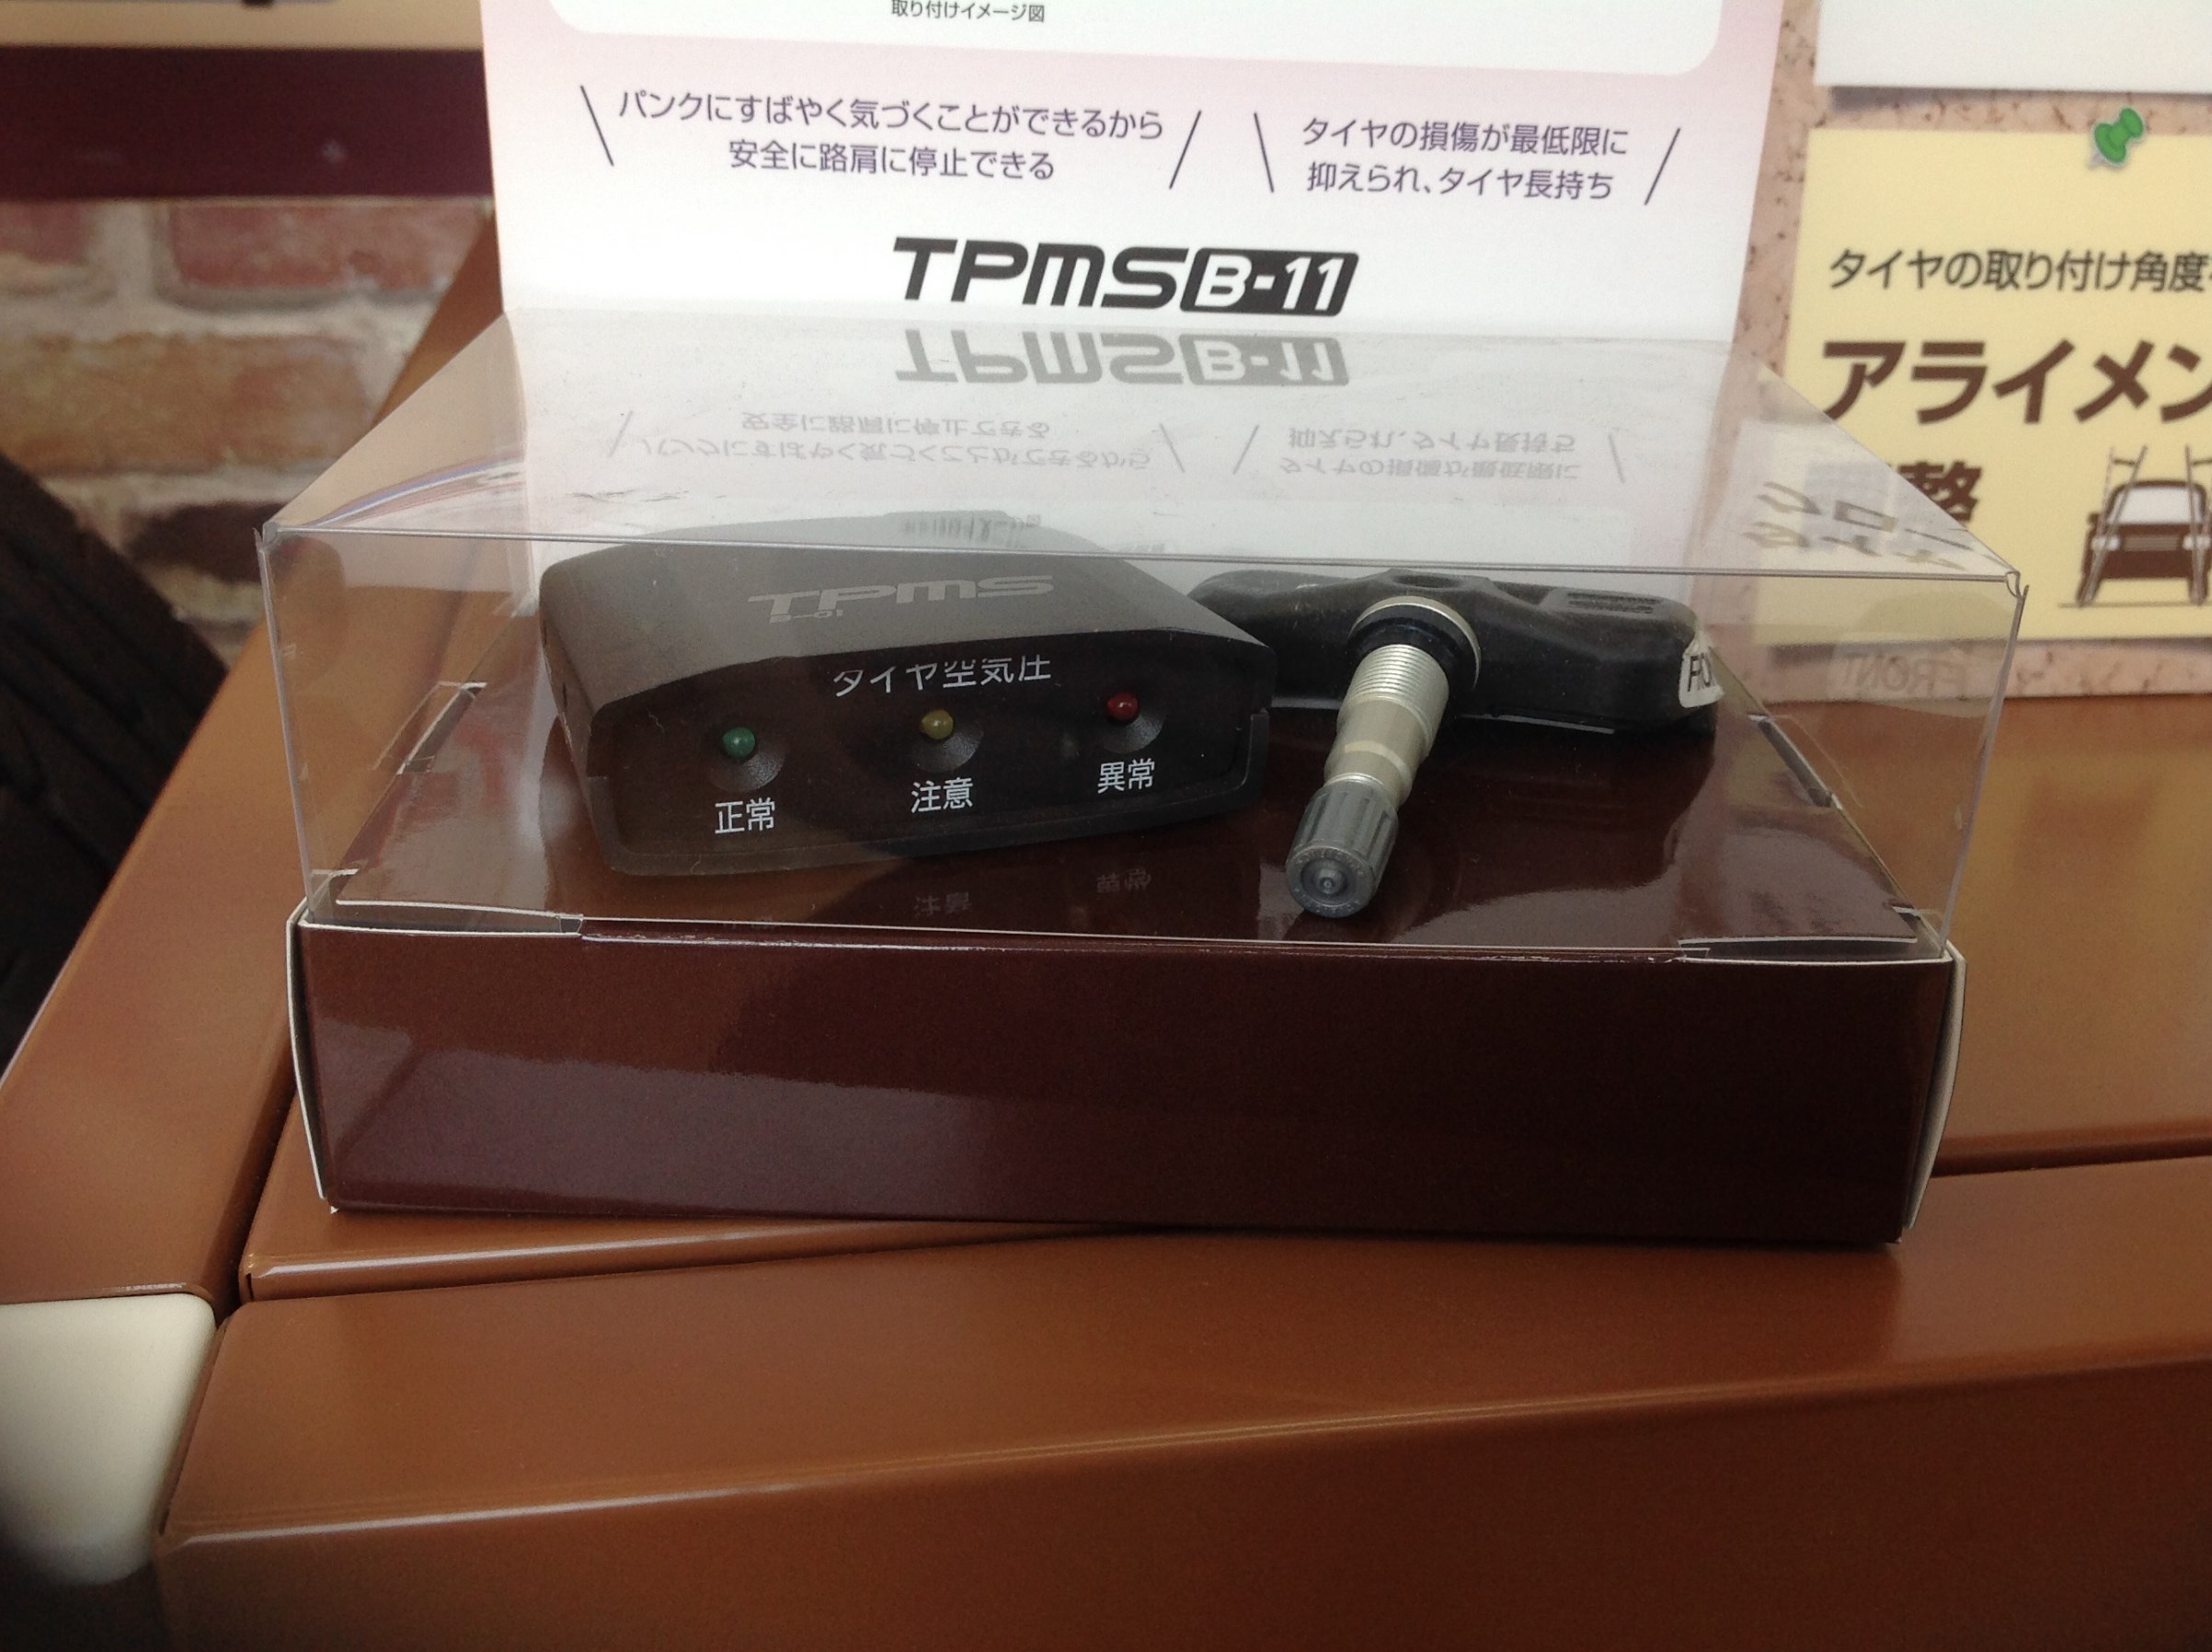 取り付けイメージ図
パンクにすばやく気づくことができるから
安全に路肩に停止できる
タイヤの損傷が最低限に
抑えられ、タイヤ長持ち
TPMS B-11
タイヤの取り付け角度
アライメン
整
TPMS
タイヤ空気圧
正常
注意
異常